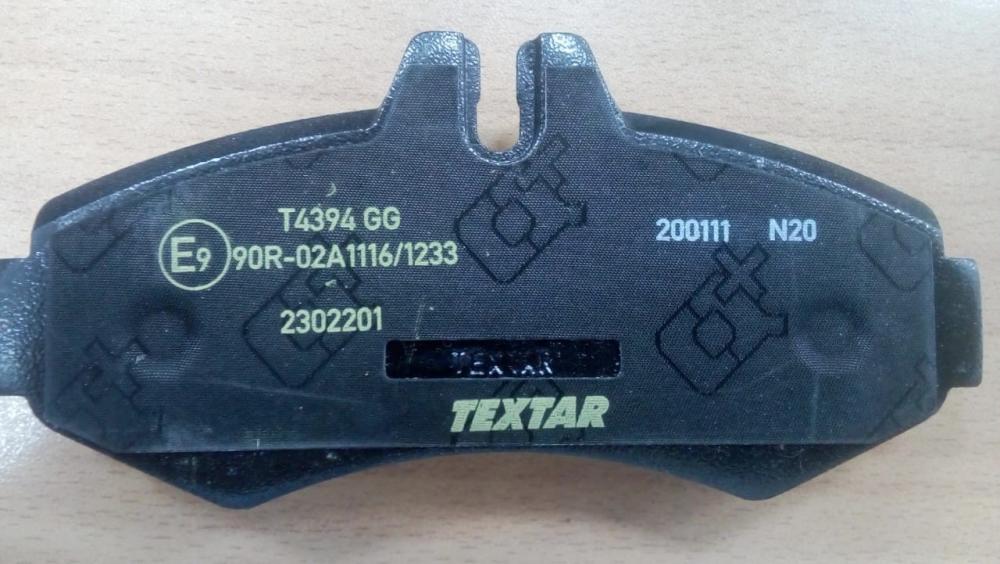 T4394 GG
E9 90R-02A1116/1233
2302201
200111 N20
TEXTAR
TEXTAR